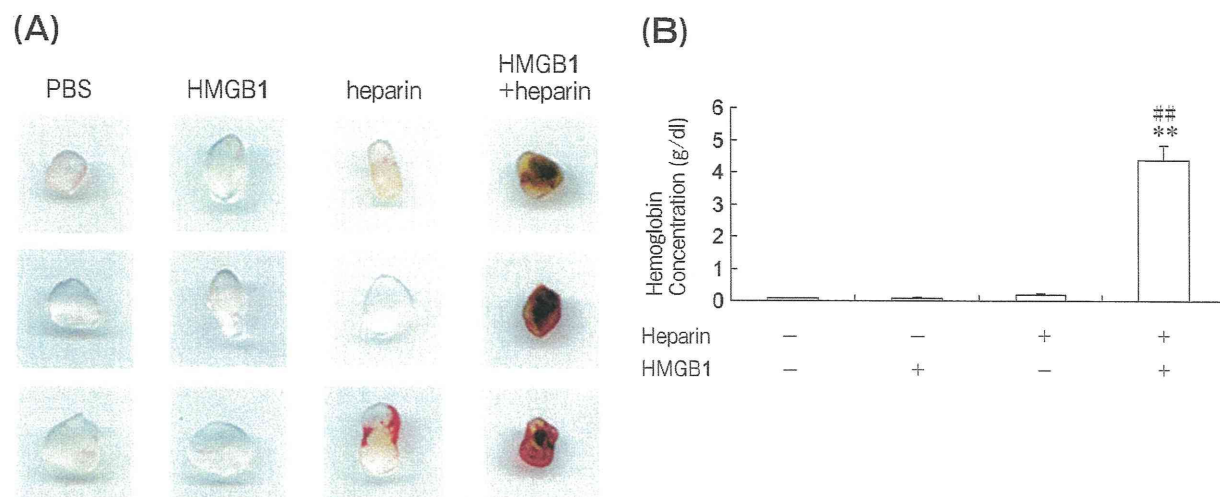 (A)
PBS
HMGB1
heparin
HMGB1
+heparin
(B)
Hemoglobin
Concentration (g/dl)
6
5
4
3
2
1
0
##
**
Heparin − − + +
HMGB1 − + − +